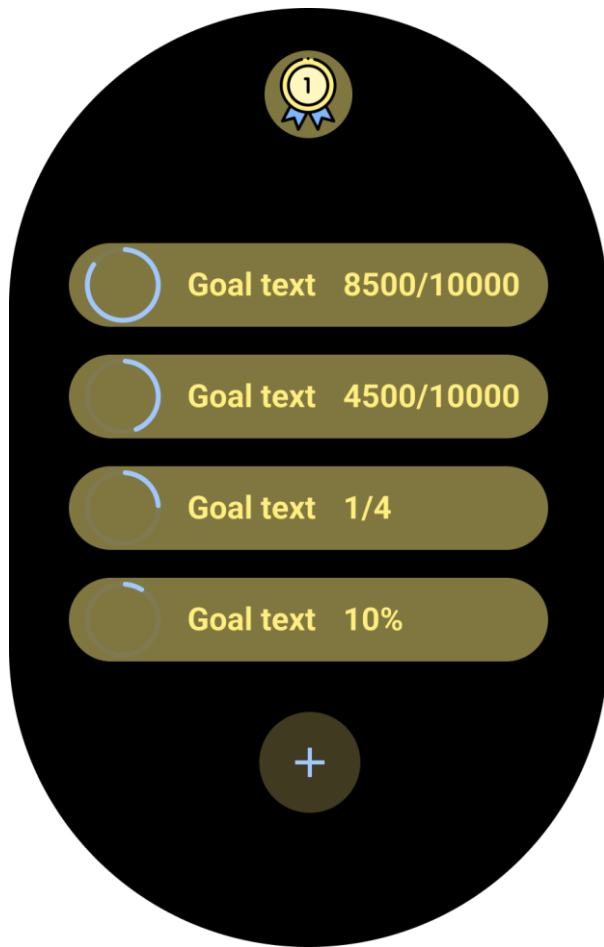 1
Goal text 8500/10000
Goal text 4500/10000
Goal text 1/4
Goal text 10%
+